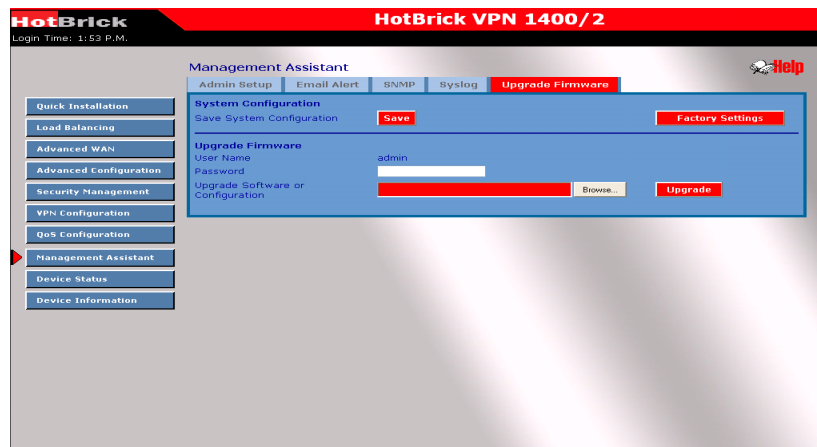 HotBrick
HotBrick VPN 1400/2
Login Time: 1:53 P.M.
Management Assistant
Help
Admin Setup Email Alert SNMP Syslog Upgrade Firmware
Quick Installation
Load Balancing
Advanced WAN
Advanced Configuration
Security Management
VPN Configuration
QoS Configuration
Management Assistant
Device Status
Device Information
System Configuration
Save System Configuration Save Factory Settings
Upgrade Firmware
User Name admin
Password
Upgrade Software or
Configuration
Browse... Upgrade